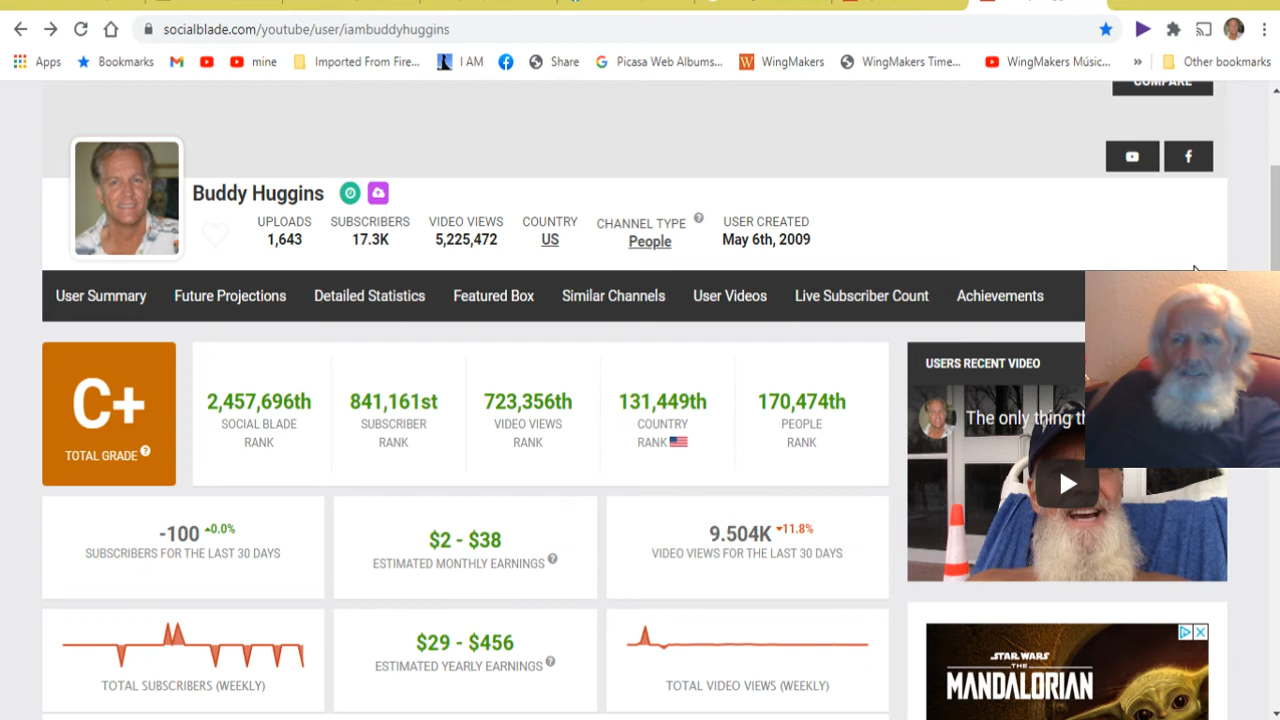 socialblade.com/youtube/user/iambuddyhuggins
Apps Bookmarks mine Imported From Fire... I AM Share Picasa Web Albums... WingMakers WingMakers Time... WingMakers Music... » Other bookmarks
COMPARE
Buddy Huggins
UPLOADS SUBSCRIBERS VIDEO VIEWS COUNTRY CHANNEL TYPE ? USER CREATED
1,643 17.3K 5,225,472 US People May 6th, 2009
User Summary Future Projections Detailed Statistics Featured Box Similar Channels User Videos Live Subscriber Count Achievements
C+
TOTAL GRADE ?
2,457,696th 841,161st 723,356th 131,449th 170,474th
SOCIAL BLADE SUBSCRIBER VIDEO VIEWS COUNTRY PEOPLE
RANK RANK RANK RANK RANK
USERS RECENT VIDEO
The only thing th
-100 0.0%
SUBSCRIBERS FOR THE LAST 30 DAYS
$2 - $38
ESTIMATED MONTHLY EARNINGS ?
9.504K 11.8%
VIDEO VIEWS FOR THE LAST 30 DAYS
TOTAL SUBSCRIBERS (WEEKLY)
$29 - $456
ESTIMATED YEARLY EARNINGS ?
TOTAL VIDEO VIEWS (WEEKLY)
STAR WARS
THE
MANDALORIAN